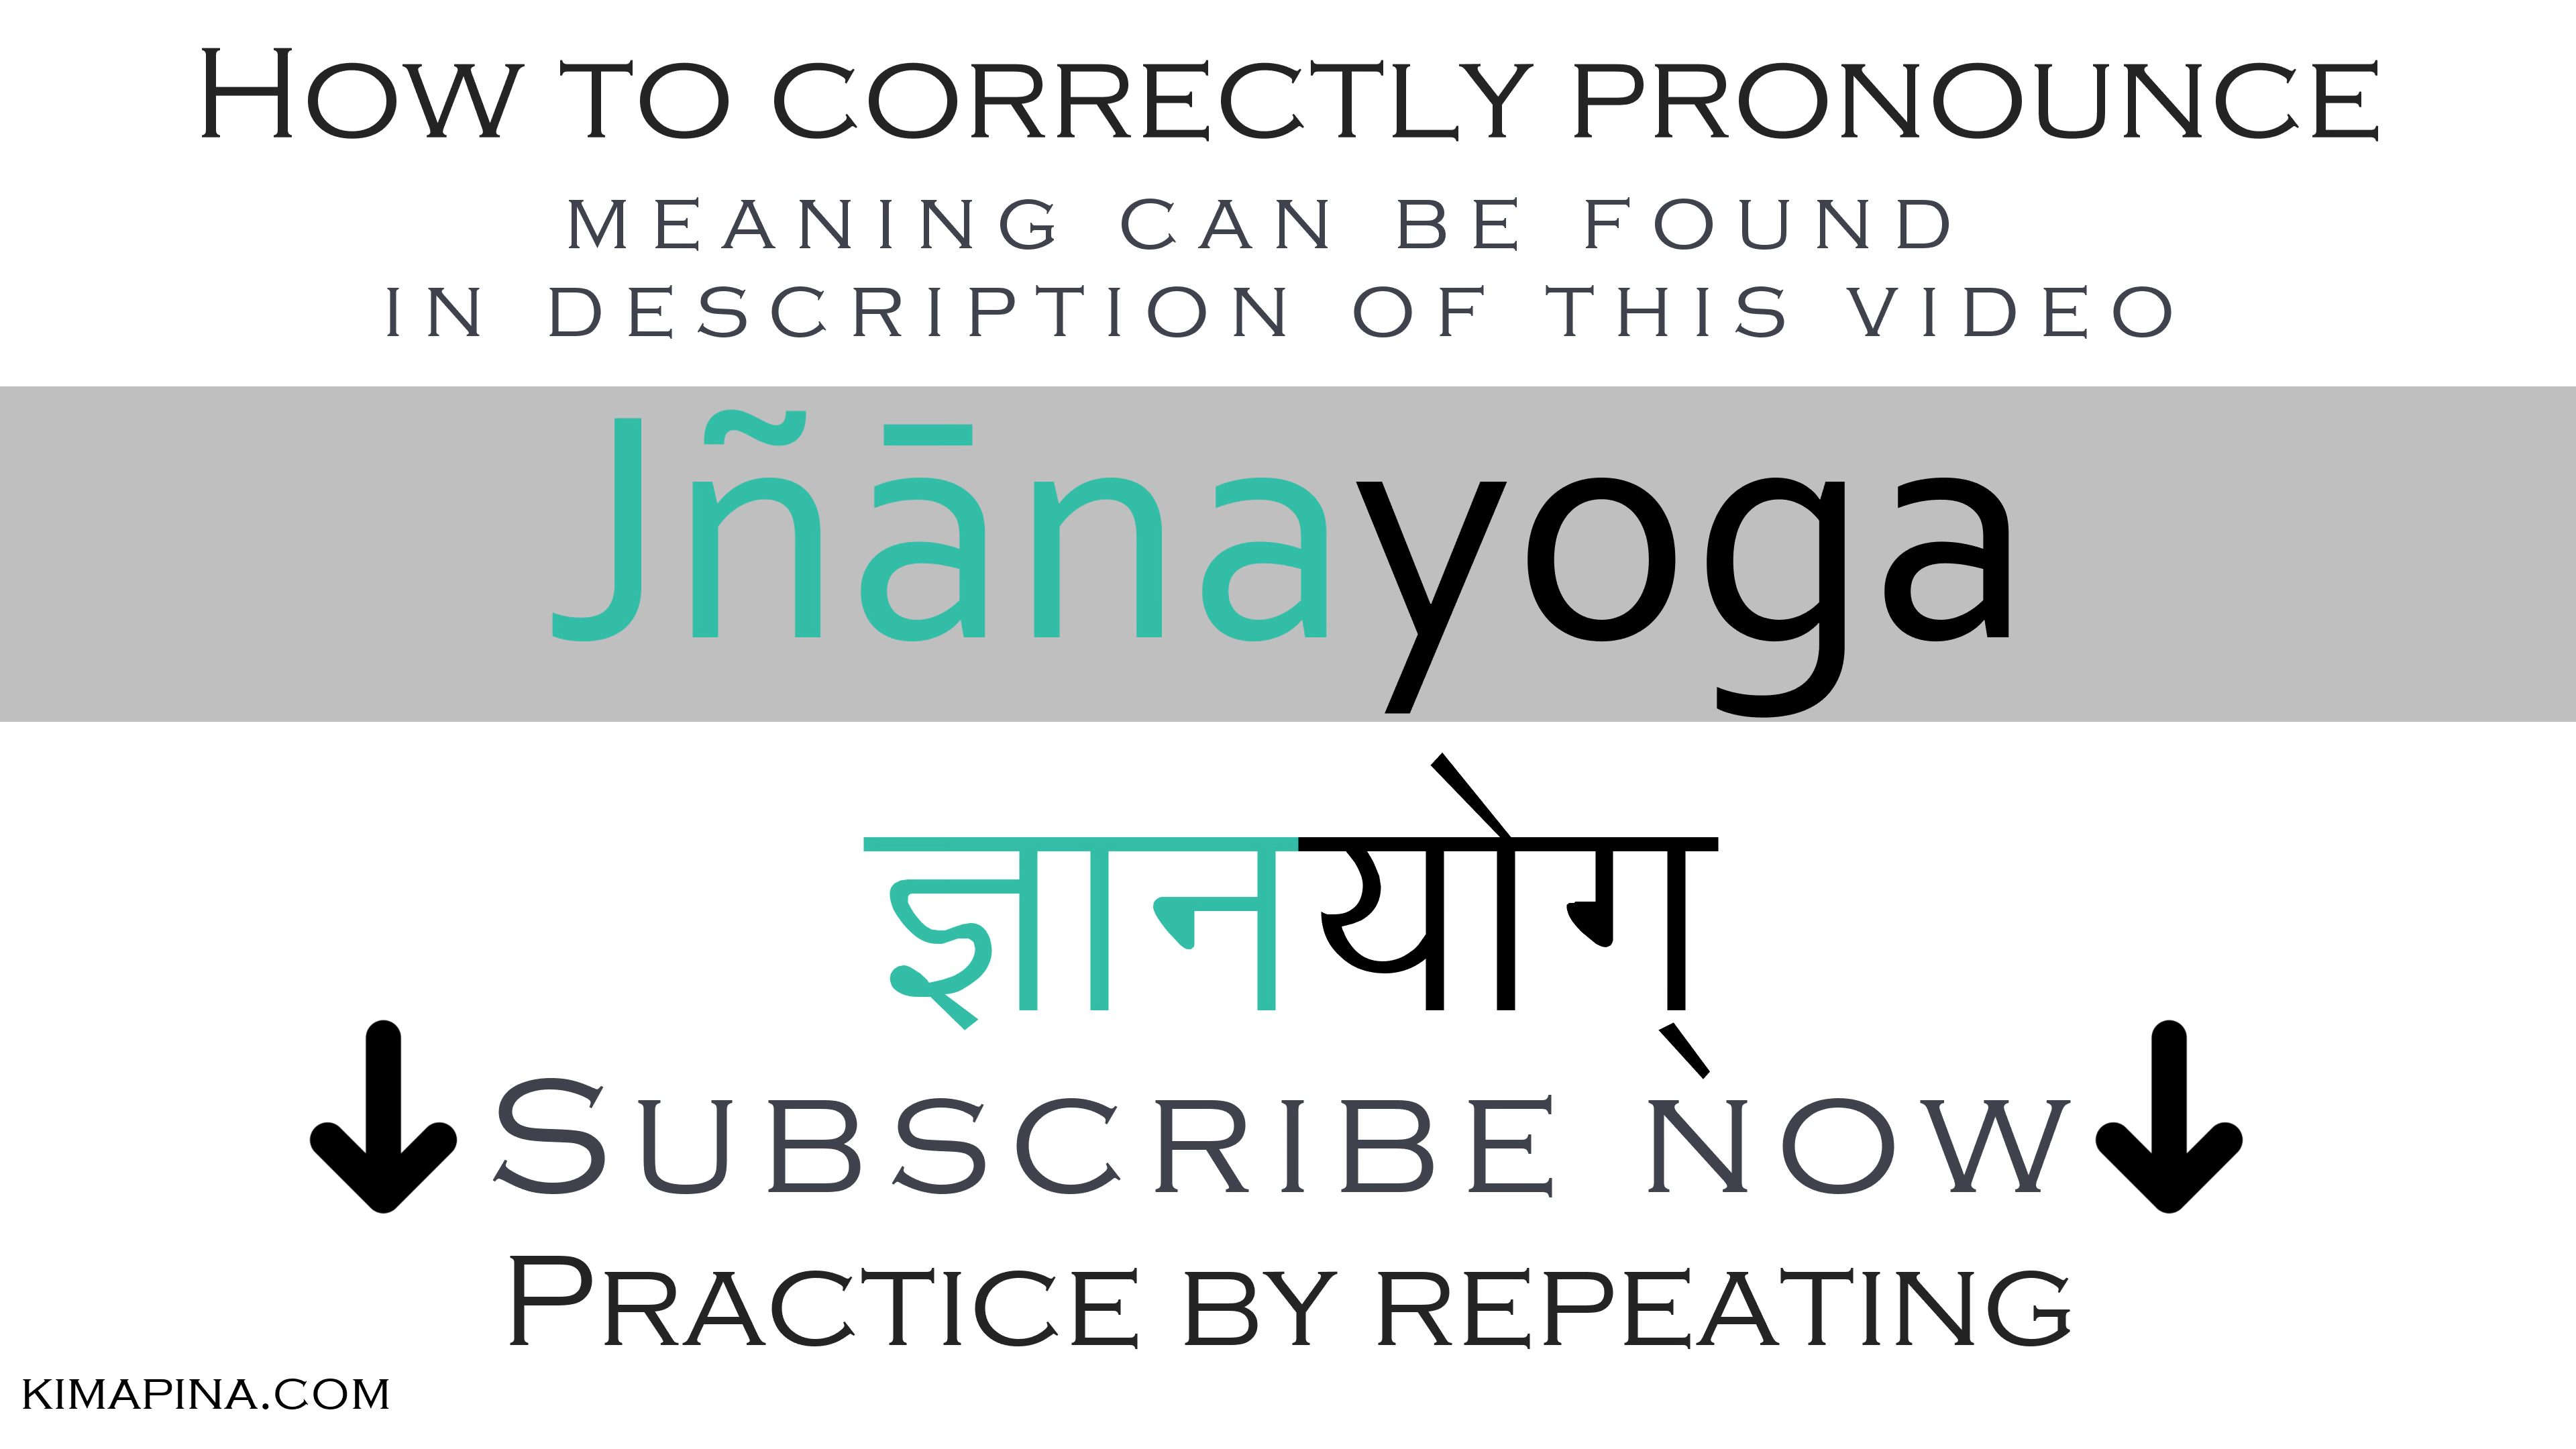 How to correctly pronounce
meaning can be found
in description of this video
Jñānayoga
ज्ञानयोग्
Subscribe now
Practice by repeating
kimapina.com